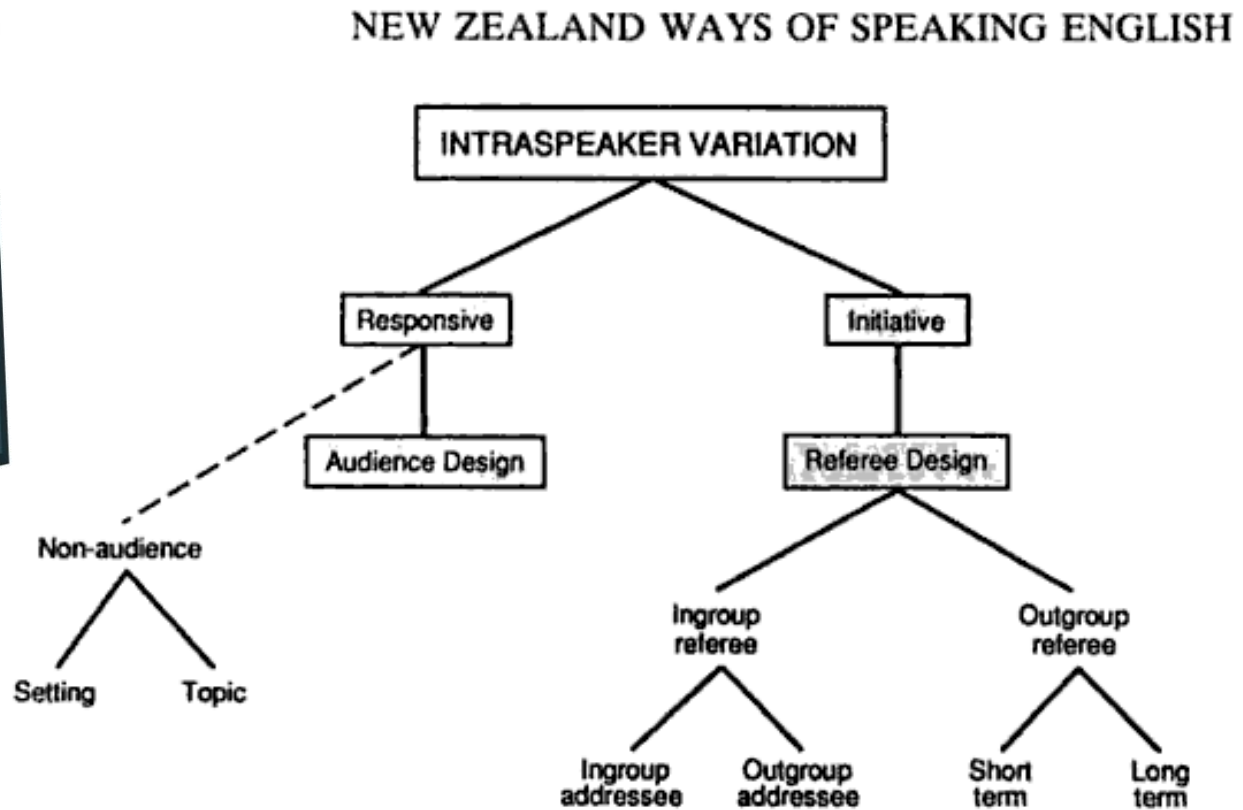 NEW ZEALAND WAYS OF SPEAKING ENGLISH
INTRASPEAKER VARIATION
Responsive
Initiative
Audience Design
Referee Design
Non-audience
Setting
Topic
Ingroup
referee
Outgroup
referee
Ingroup
addressee
Outgroup
addressee
Short
term
Long
term